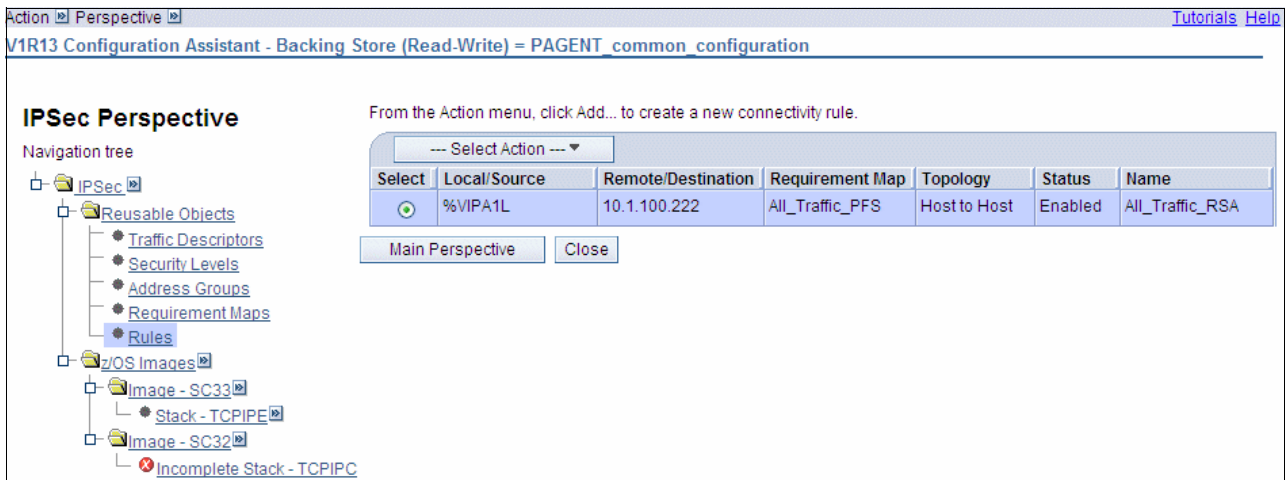 Action Perspective Tutorials Help
V1R13 Configuration Assistant - Backing Store (Read-Write) = PAGENT_common_configuration
IPSec Perspective
Navigation tree
IPSec
Reusable Objects
Traffic Descriptors
Security Levels
Address Groups
Requirement Maps
Rules
z/OS Images
Image - SC33
Stack - TCPIPE
Image - SC32
Incomplete Stack - TCPIPC
From the Action menu, click Add... to create a new connectivity rule.
--- Select Action ---
Select Local/Source Remote/Destination Requirement Map Topology Status Name
%VIPA1L 10.1.100.222 All_Traffic_PFS Host to Host Enabled All_Traffic_RSA
Main Perspective Close